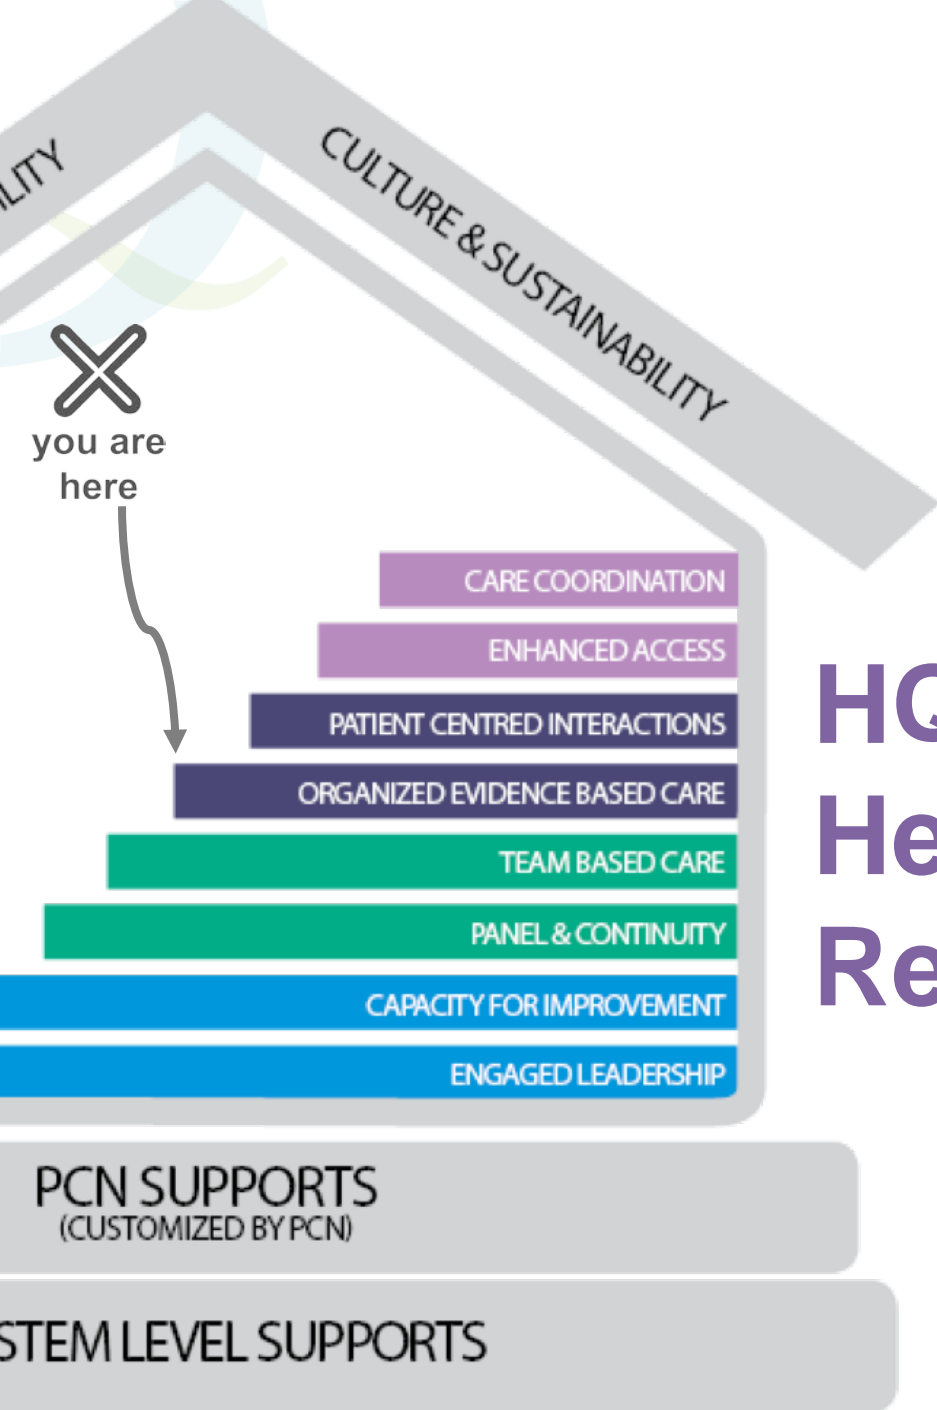 CULTURE & SUSTAINABILITY
you are
here
CARE COORDINATION
ENHANCED ACCESS
PATIENT CENTRED INTERACTIONS
ORGANIZED EVIDENCE BASED CARE
TEAM BASED CARE
PANEL & CONTINUITY
CAPACITY FOR IMPROVEMENT
ENGAGED LEADERSHIP
PCN SUPPORTS
(CUSTOMIZED BY PCN)
LEVEL SUPPORTS